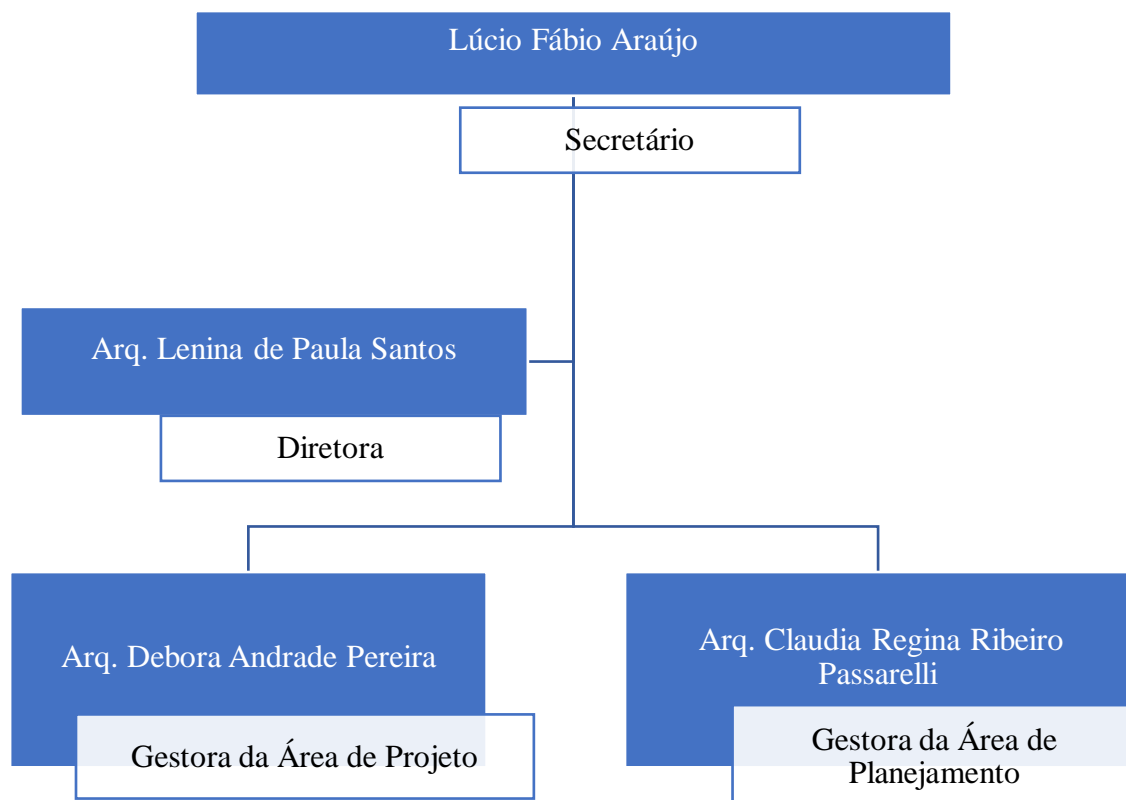 Lúcio Fábio Araújo
Secretário
Arq. Lenina de Paula Santos
Diretora
Arq. Debora Andrade Pereira
Gestora da Área de Projeto
Arq. Claudia Regina Ribeiro
Passarelli
Gestora da Área de
Planejamento